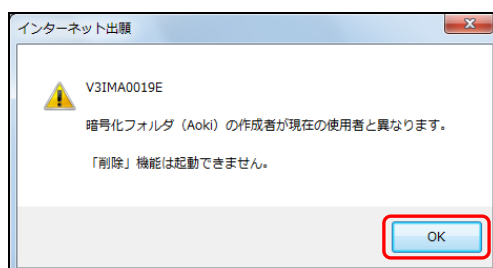 インターネット出願
V3IMA0019E
暗号化フォルダ（Aoki）の作成者が現在の使用者と異なります。
「削除」機能は起動できません。
OK